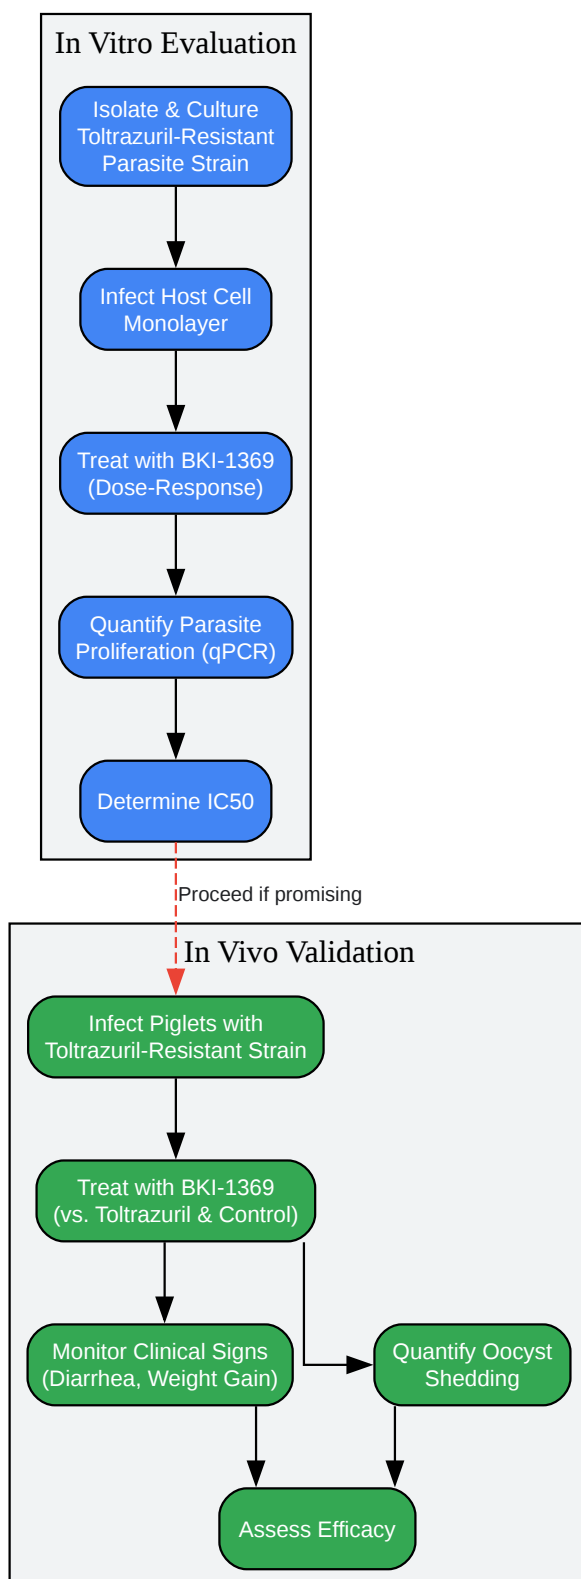 In Vitro Evaluation
Isolate & Culture
Toltrazuril-Resistant
Parasite Strain
Infect Host Cell
Monolayer
Treat with BKI-1369
(Dose-Response)
Quantify Parasite
Proliferation (qPCR)
Determine IC50
Proceed if promising
In Vivo Validation
Infect Piglets with
Toltrazuril-Resistant Strain
Treat with BKI-1369
(vs. Toltrazuril & Control)
Monitor Clinical Signs
(Diarrhea, Weight Gain)
Quantify Oocyst
Shedding
Assess Efficacy